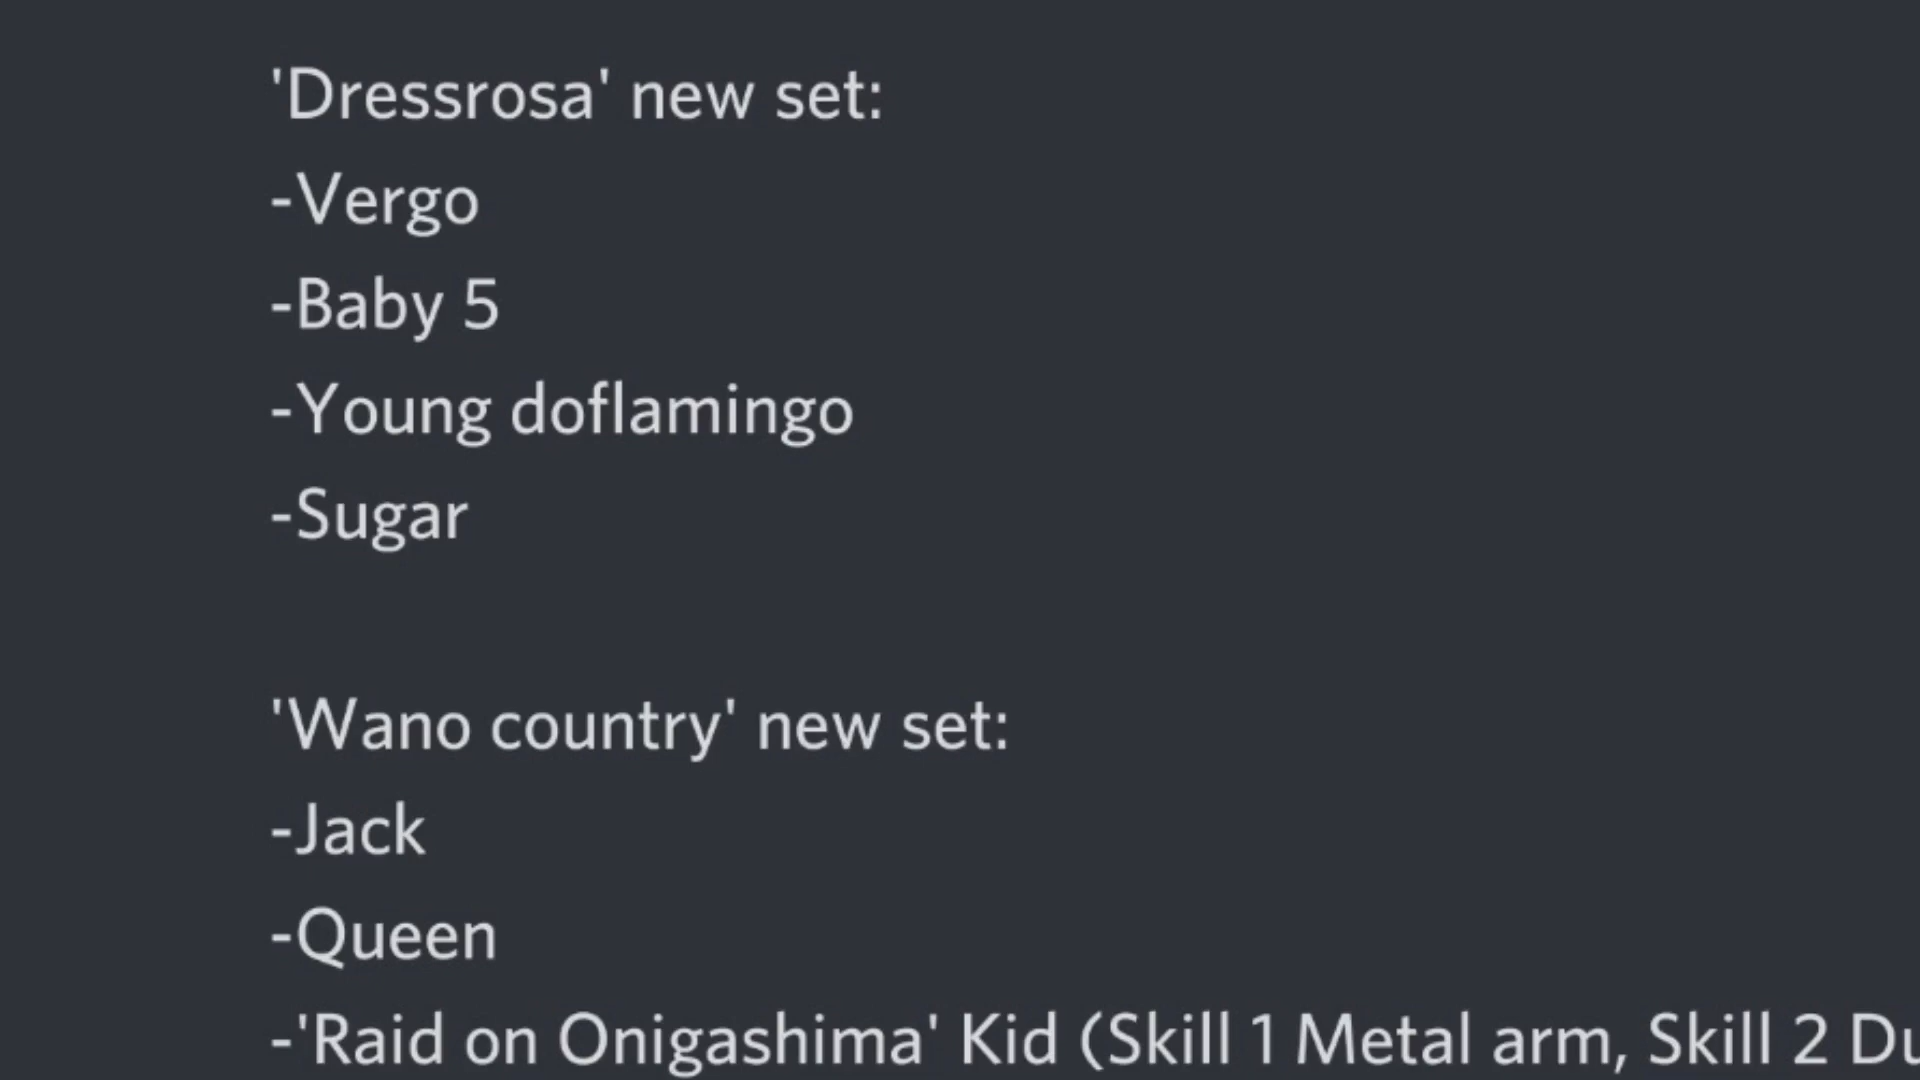 'Dressrosa' new set:
-Vergo
-Baby 5
-Young doflamingo
-Sugar
'Wano country' new set:
-Jack
-Queen
-'Raid on Onigashima' Kid (Skill 1 Metal arm, Skill 2